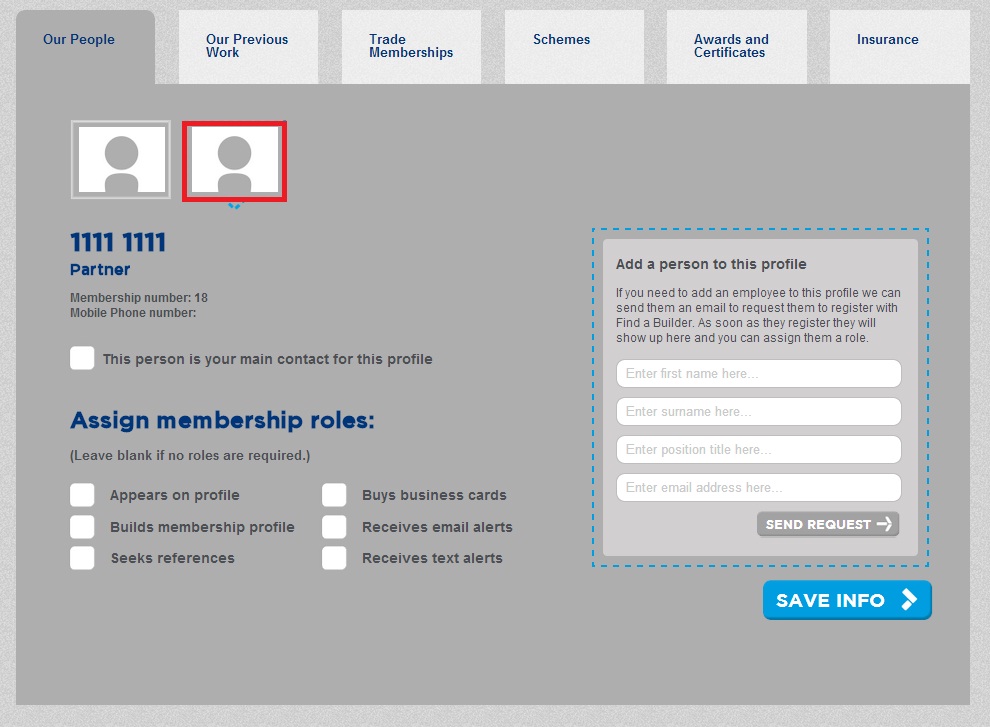 Our People
Our Previous
Work
Trade
Memberships
Schemes
Awards and
Certificates
Insurance
1111 1111
Partner
Membership number: 18
Mobile Phone number:
This person is your main contact for this profile
Assign membership roles:
(Leave blank if no roles are required.)
Appears on profile
Buys business cards
Builds membership profile
Receives email alerts
Seeks references
Receives text alerts
Add a person to this profile
If you need to add an employee to this profile we can
send them an email to request them to register with
Find a Builder. As soon as they register they will
show up here and you can assign them a role.
Enter first name here...
Enter surname here...
Enter position title here...
Enter email address here...
SEND REQUEST
SAVE INFO